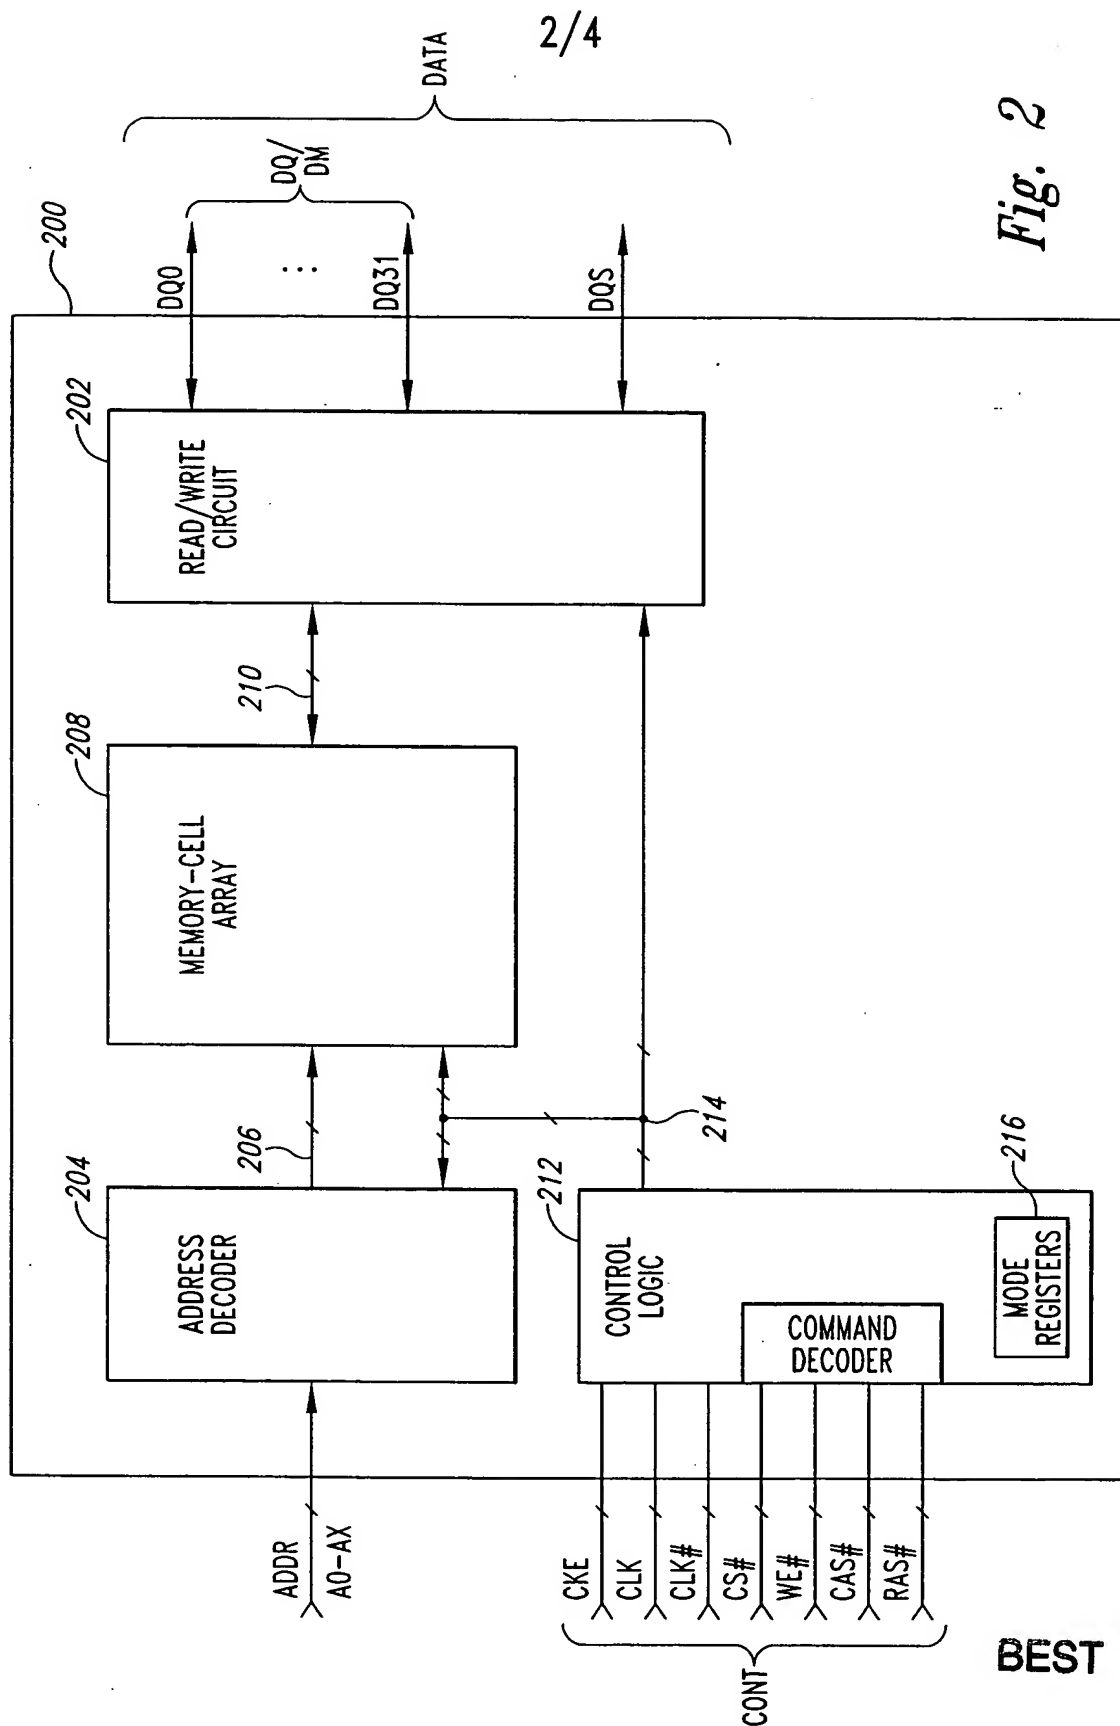 2/4
200
202
READ/WRITE
CIRCUIT
DQ0
...
DQ31
DQ/
DM
DQS
DATA
208
MEMORY-CELL
ARRAY
210
204
ADDRESS
DECODER
206
ADDR
A0-AX
212
CONTROL
LOGIC
214
COMMAND
DECODER
216
MODE
REGISTERS
CKE
CLK
CLK#
CS#
WE#
CAS#
RAS#
CONT
Fig. 2
BEST